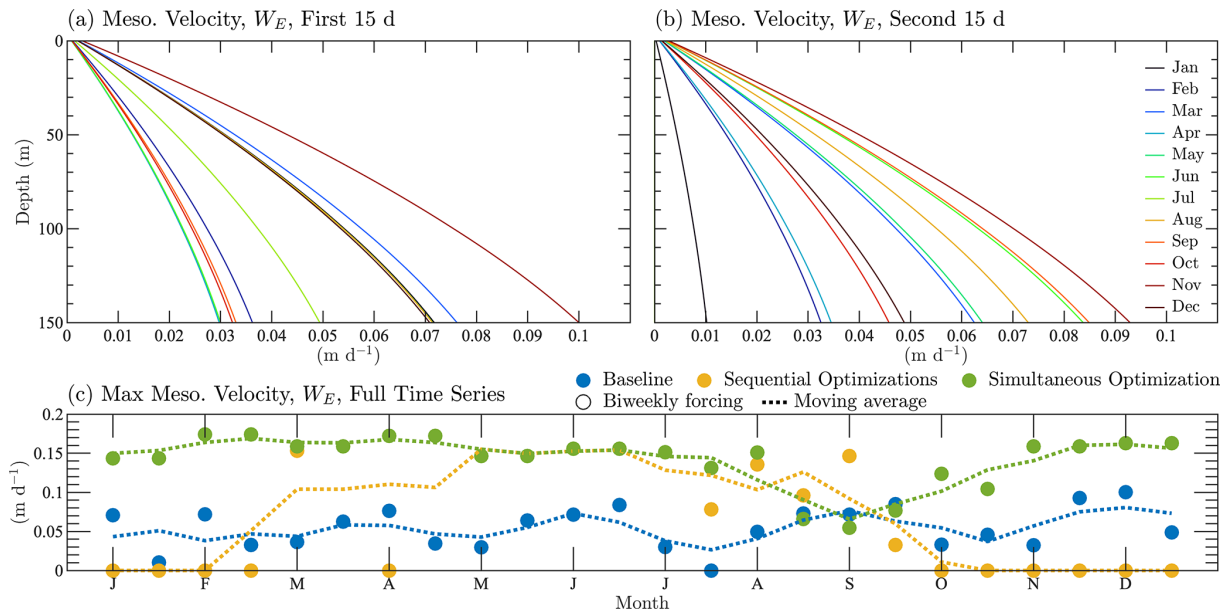 (a) Meso. Velocity, W_E, First 15 d
(b) Meso. Velocity, W_E, Second 15 d
0
50
100
150
Depth (m)
0 0.01 0.02 0.03 0.04 0.05 0.06 0.07 0.08 0.09 0.1
(m d⁻¹)
0
50
100
150
0 0.01 0.02 0.03 0.04 0.05 0.06 0.07 0.08 0.09 0.1
(m d⁻¹)
Jan
Feb
Mar
Apr
May
Jun
Jul
Aug
Sep
Oct
Nov
Dec
Baseline Sequential Optimizations Simultaneous Optimization
Biweekly forcing Moving average
(c) Max Meso. Velocity, W_E, Full Time Series
0.2
0.15
0.1
0.05
0
(m d⁻¹)
J F M A M J J A S O N D
Month